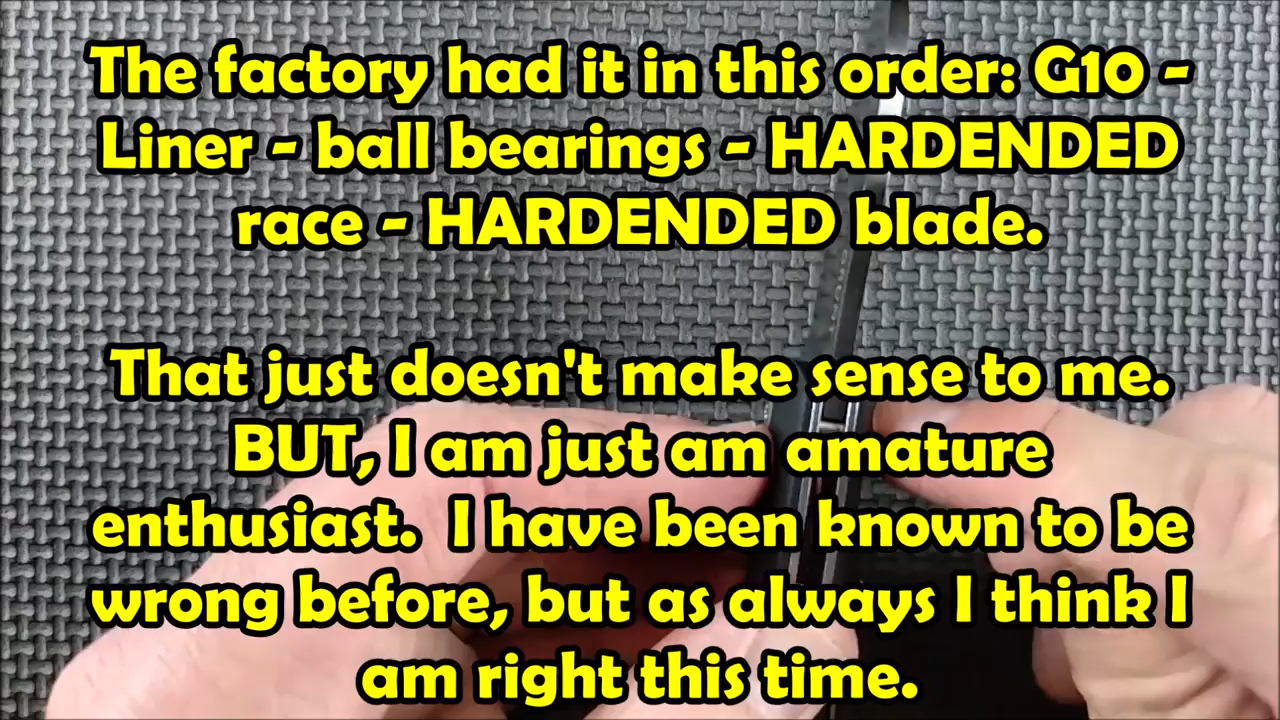 The factory had it in this order: G10 -
Liner - ball bearings - HARDENDED
race - HARDENDED blade.
That just doesn't make sense to me.
BUT, I am just am amature
enthusiast.  I have been known to be
wrong before, but as always I think I
am right this time.